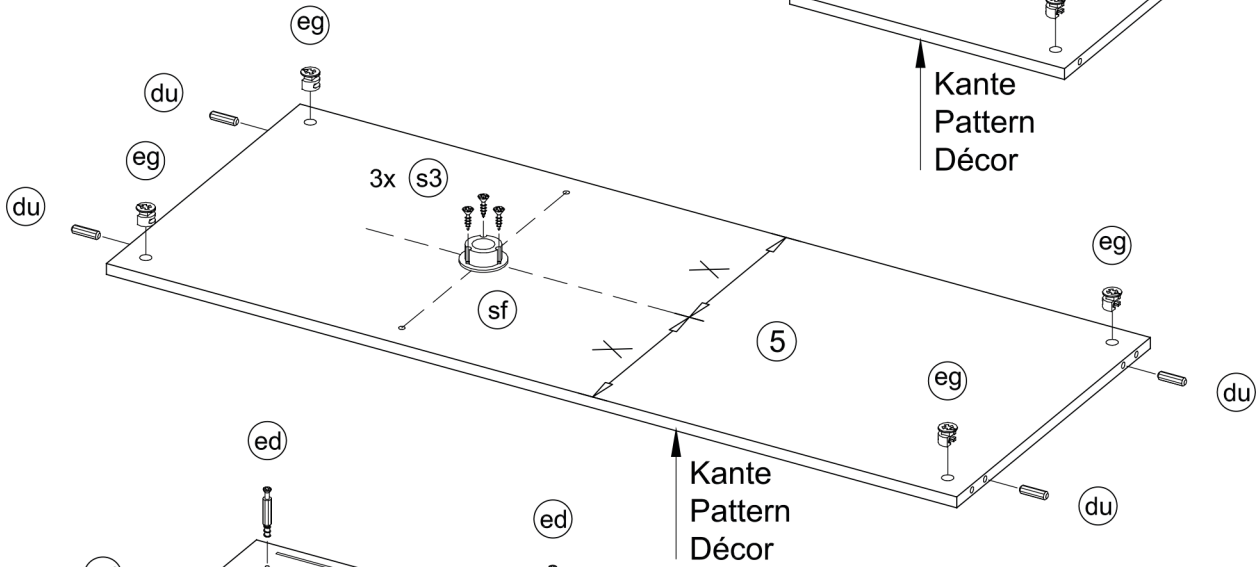 eg
Kante
Pattern
Décor
du
eg
3x s3
du
eg
sf
5
eg
du
ed
Kante
Pattern
Décor
ed
du